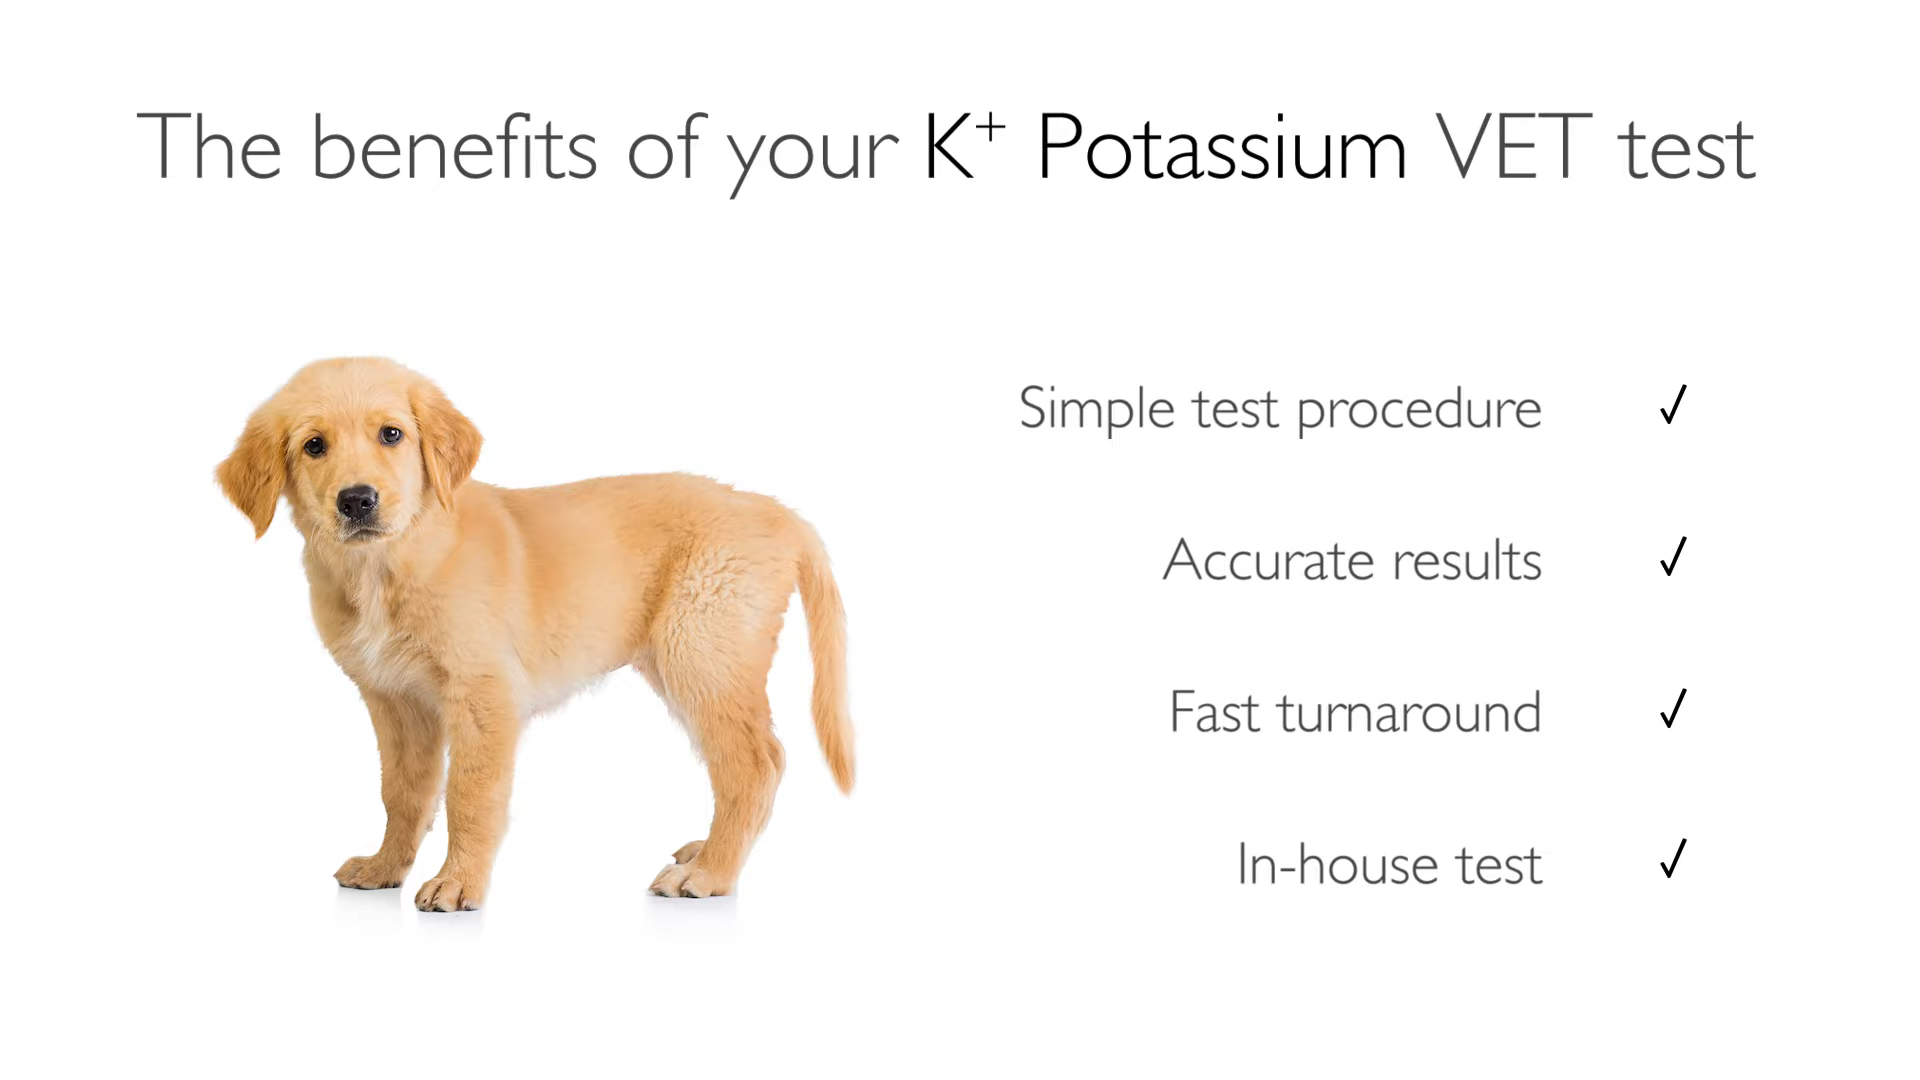 The benefits of your K⁺ Potassium VET test
Simple test procedure ✓
Accurate results ✓
Fast turnaround ✓
In-house test ✓